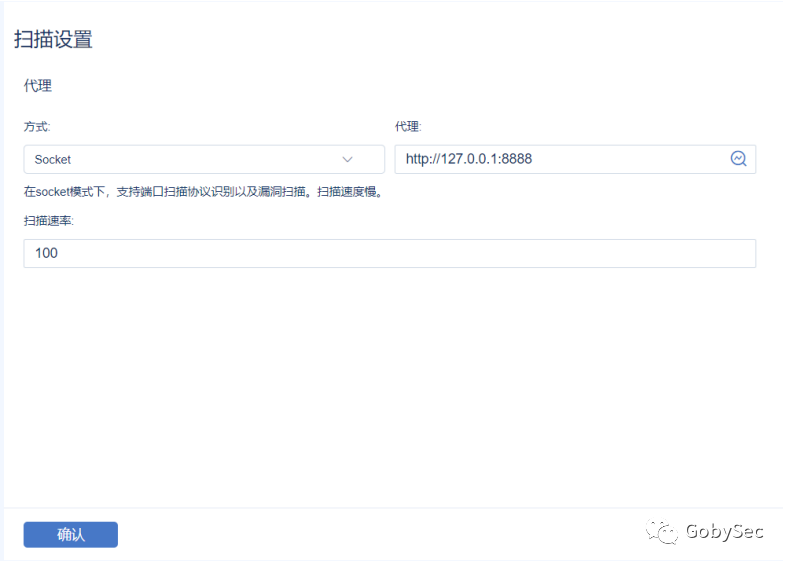 扫描设置
代理
方式:
代理:
Socket
http://127.0.0.1:8888
在socket模式下，支持端口扫描协议识别以及漏洞扫描。扫描速度慢。
扫描速率:
100
确认
GobySec